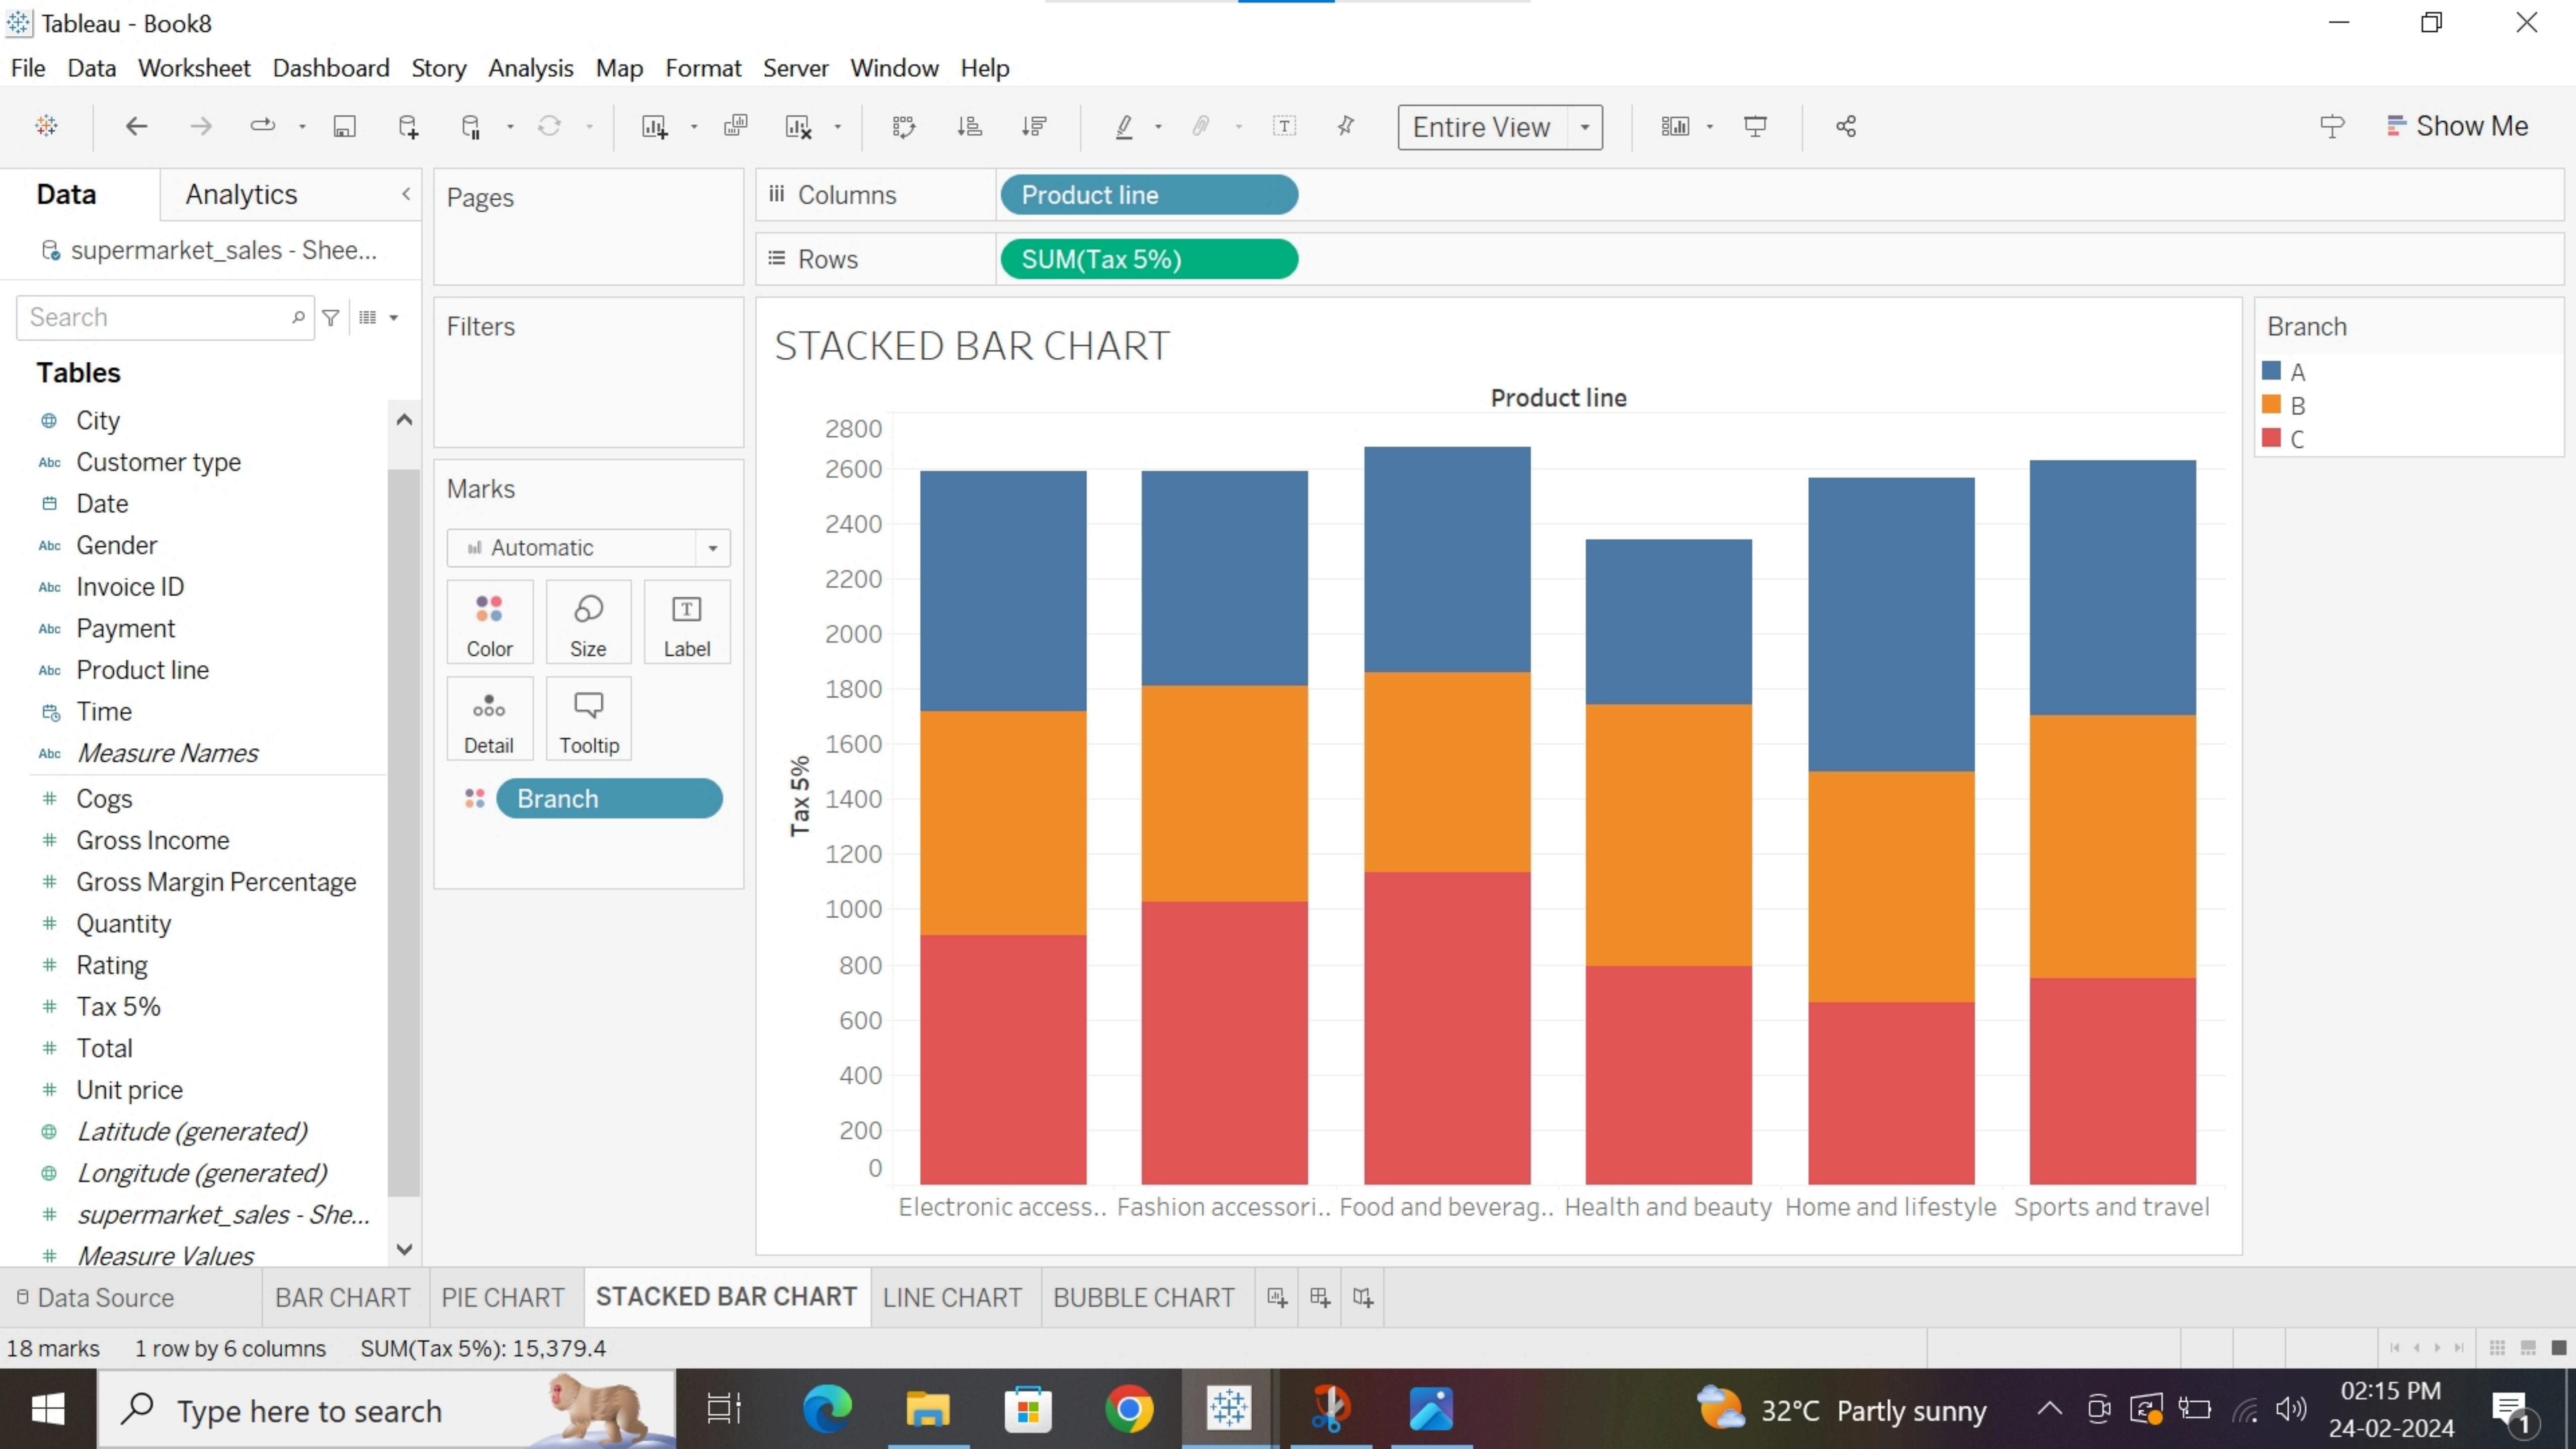 Tableau - Book8
File Data Worksheet Dashboard Story Analysis Map Format Server Window Help
Entire View
Show Me
Data Analytics
supermarket_sales - Shee...
Search
Tables
City
Abc Customer type
Date
Abc Gender
Abc Invoice ID
Abc Payment
Abc Product line
Time
Abc Measure Names
# Cogs
# Gross Income
# Gross Margin Percentage
# Quantity
# Rating
# Tax 5%
# Total
# Unit price
Latitude (generated)
Longitude (generated)
# supermarket_sales - She...
# Measure Values
Pages
Filters
Marks
Automatic
Color Size Label
Detail Tooltip
Branch
Columns Product line
Rows SUM(Tax 5%)
STACKED BAR CHART
Product line
Tax 5%
2800
2600
2400
2200
2000
1800
1600
1400
1200
1000
800
600
400
200
0
Electronic access.. Fashion accessori.. Food and beverag.. Health and beauty Home and lifestyle Sports and travel
Branch
A
B
C
Data Source BAR CHART PIE CHART STACKED BAR CHART LINE CHART BUBBLE CHART
18 marks 1 row by 6 columns SUM(Tax 5%): 15,379.4
Type here to search
32°C Partly sunny
02:15 PM
24-02-2024
1